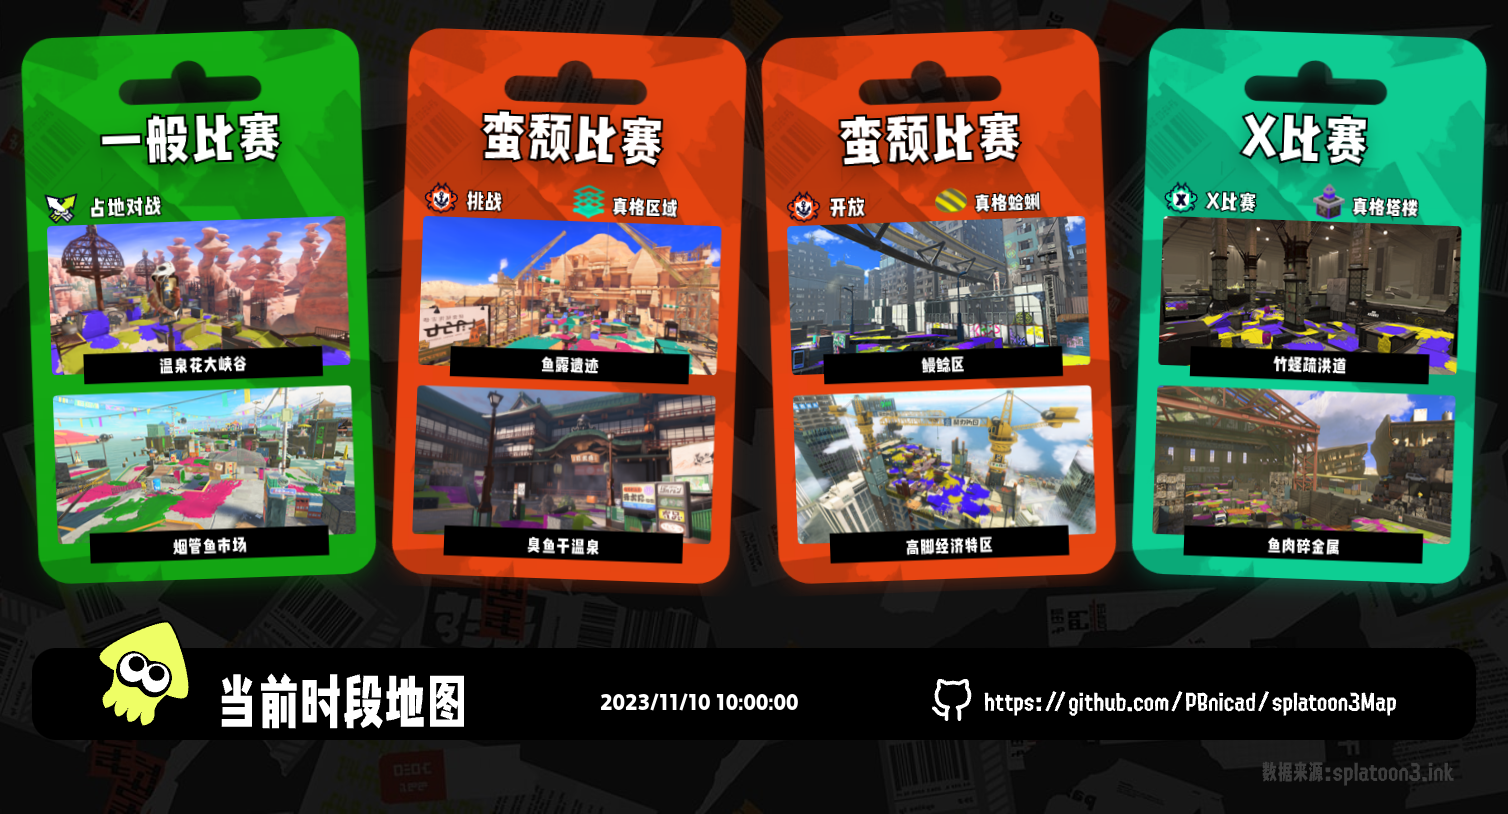 一般比赛
占地对战
温泉花大峡谷
烟管鱼市场
蛮颓比赛
挑战
真格区域
鱼露遗迹
臭鱼干温泉
蛮颓比赛
开放
真格蛤蜊
鳗鲶区
高脚经济特区
X比赛
X比赛
真格塔楼
竹蛏疏洪道
鱼肉碎金属
当前时段地图
2023/11/10 10:00:00
https://github.com/PBnicad/splatoon3Map
数据来源:splatoon3.ink